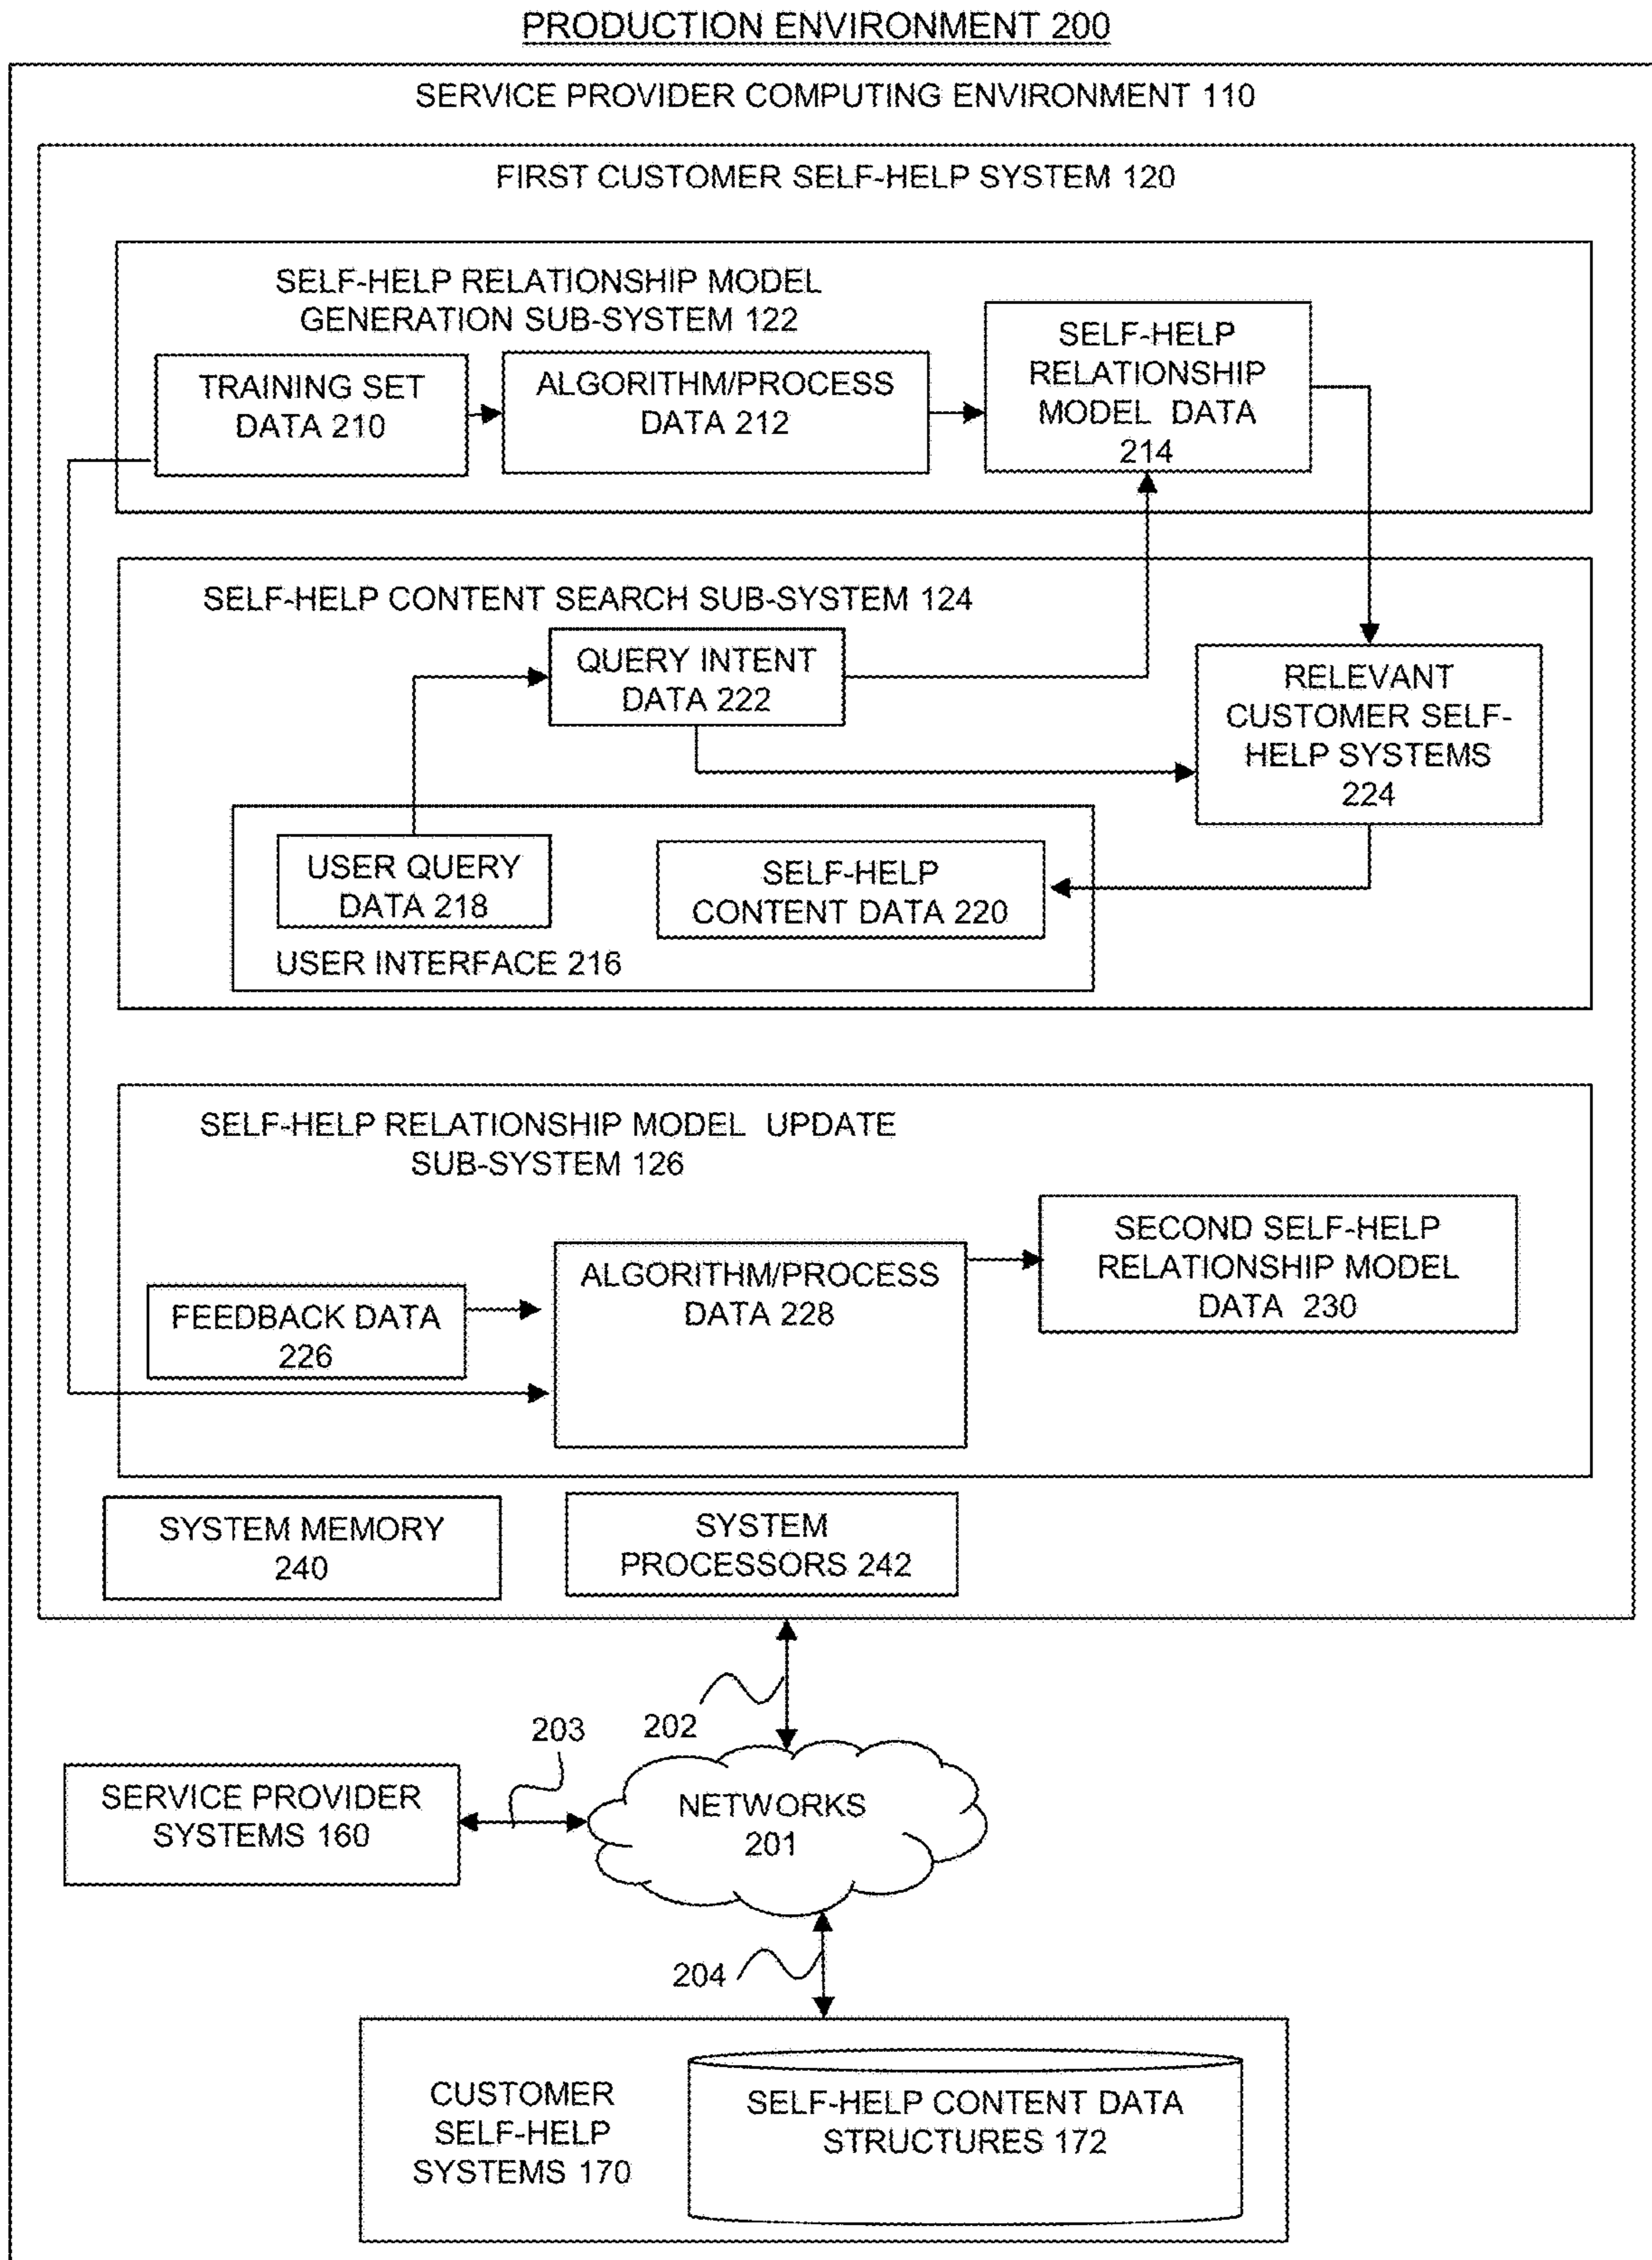 PRODUCTION ENVIRONMENT 200
SERVICE PROVIDER COMPUTING ENVIRONMENT 110
FIRST CUSTOMER SELF-HELP SYSTEM 120
SELF-HELP RELATIONSHIP MODEL
GENERATION SUB-SYSTEM 122
TRAINING SET
DATA 210
ALGORITHM/PROCESS
DATA 212
SELF-HELP
RELATIONSHIP
MODEL DATA
214
SELF-HELP CONTENT SEARCH SUB-SYSTEM 124
QUERY INTENT
DATA 222
RELEVANT
CUSTOMER SELF-
HELP SYSTEMS
224
USER QUERY
DATA 218
SELF-HELP
CONTENT DATA 220
USER INTERFACE 216
SELF-HELP RELATIONSHIP MODEL UPDATE
SUB-SYSTEM 126
FEEDBACK DATA
226
ALGORITHM/PROCESS
DATA 228
SECOND SELF-HELP
RELATIONSHIP MODEL
DATA 230
SYSTEM MEMORY
240
SYSTEM
PROCESSORS 242
202
203
SERVICE PROVIDER
SYSTEMS 160
NETWORKS
201
204
CUSTOMER
SELF-HELP
SYSTEMS 170
SELF-HELP CONTENT DATA
STRUCTURES 172